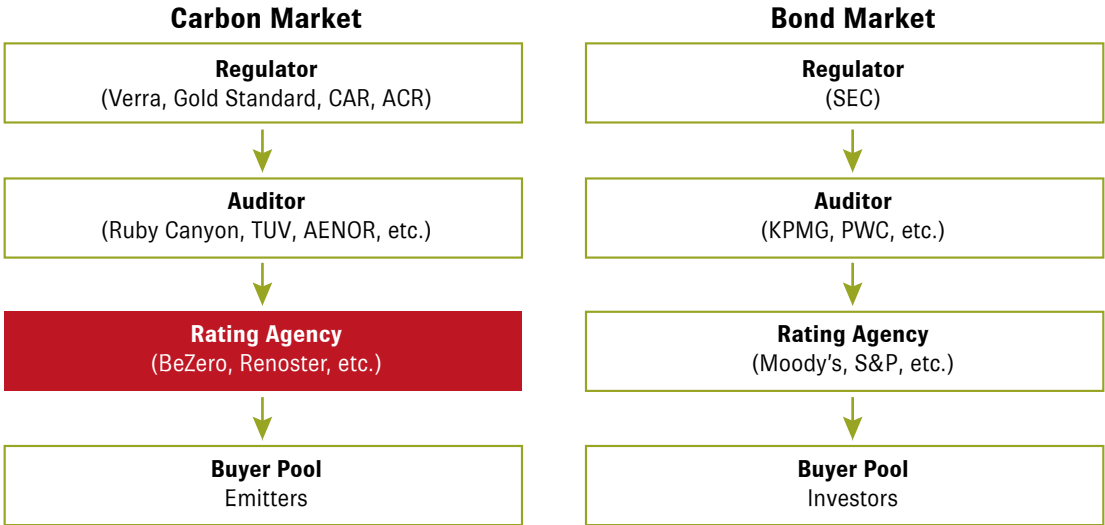 Carbon Market
Regulator
(Verra, Gold Standard, CAR, ACR)
Auditor
(Ruby Canyon, TUV, AENOR, etc.)
Rating Agency
(BeZero, Renoster, etc.)
Buyer Pool
Emitters
Bond Market
Regulator
(SEC)
Auditor
(KPMG, PWC, etc.)
Rating Agency
(Moody's, S&P, etc.)
Buyer Pool
Investors